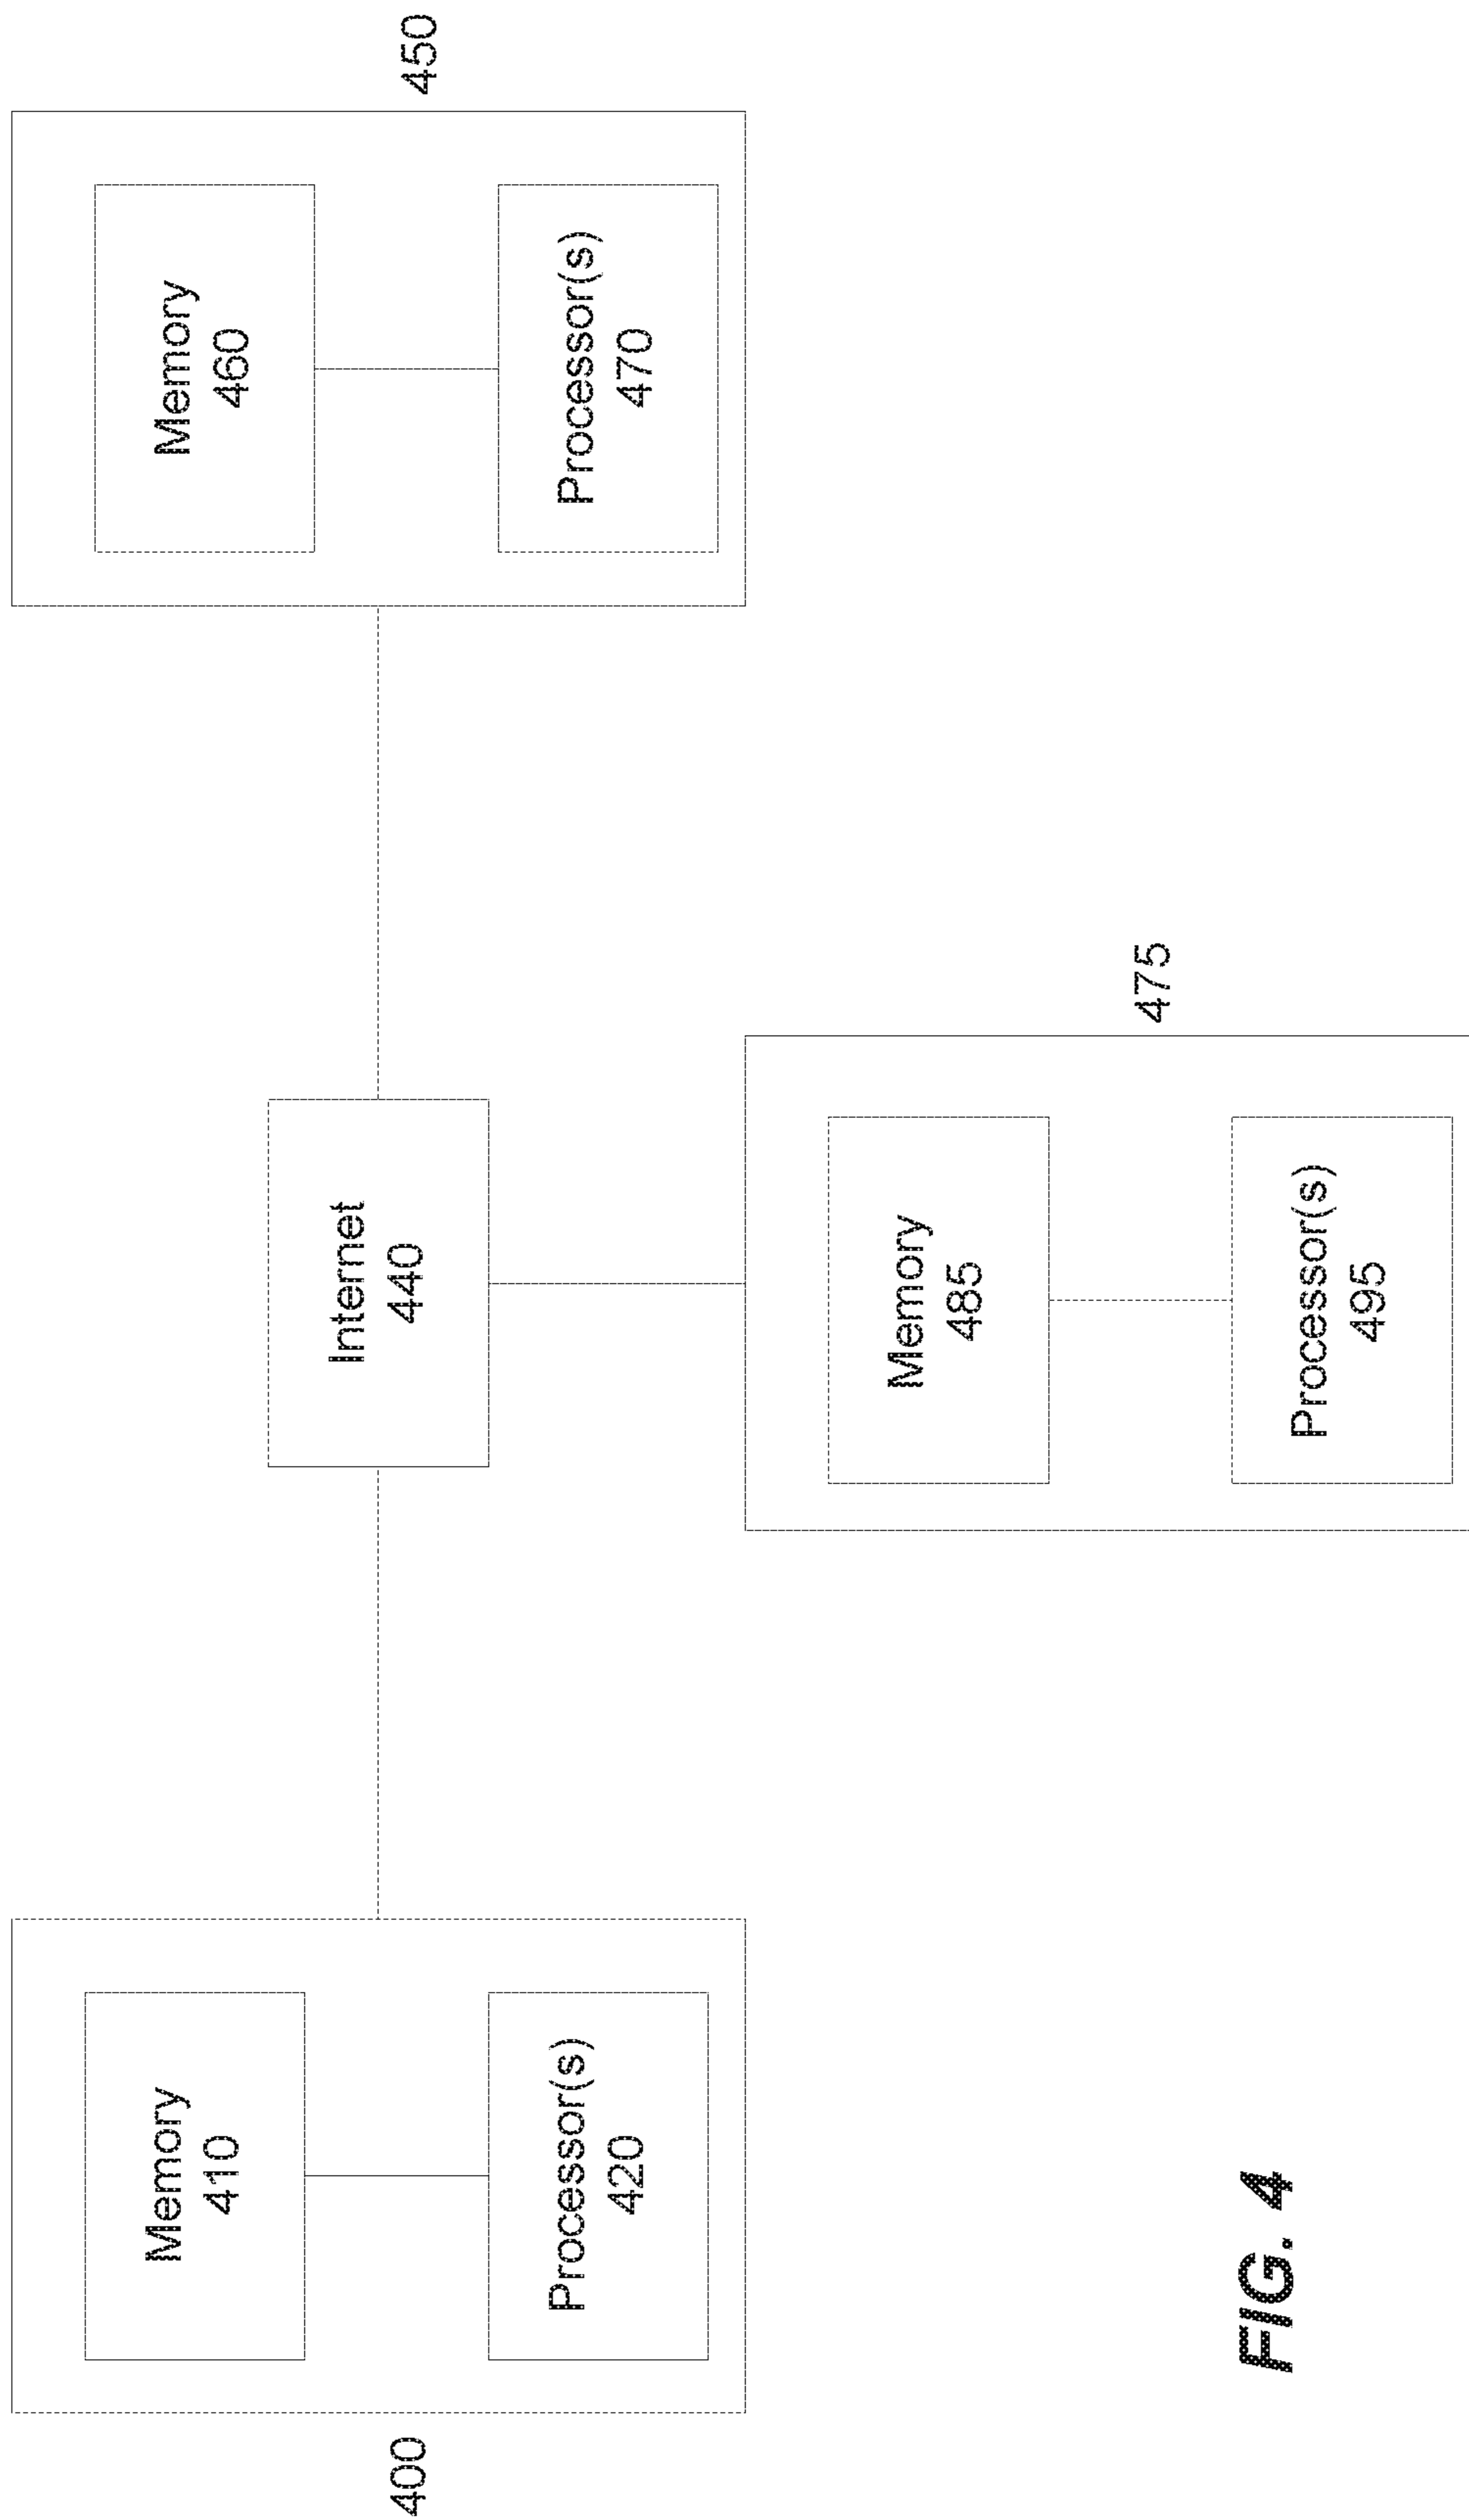 400
Memory
410
Processor(s)
420
Internet
440
Memory
485
Processor(s)
495
475
Memory
460
Processor(s)
470
450
FIG. 4